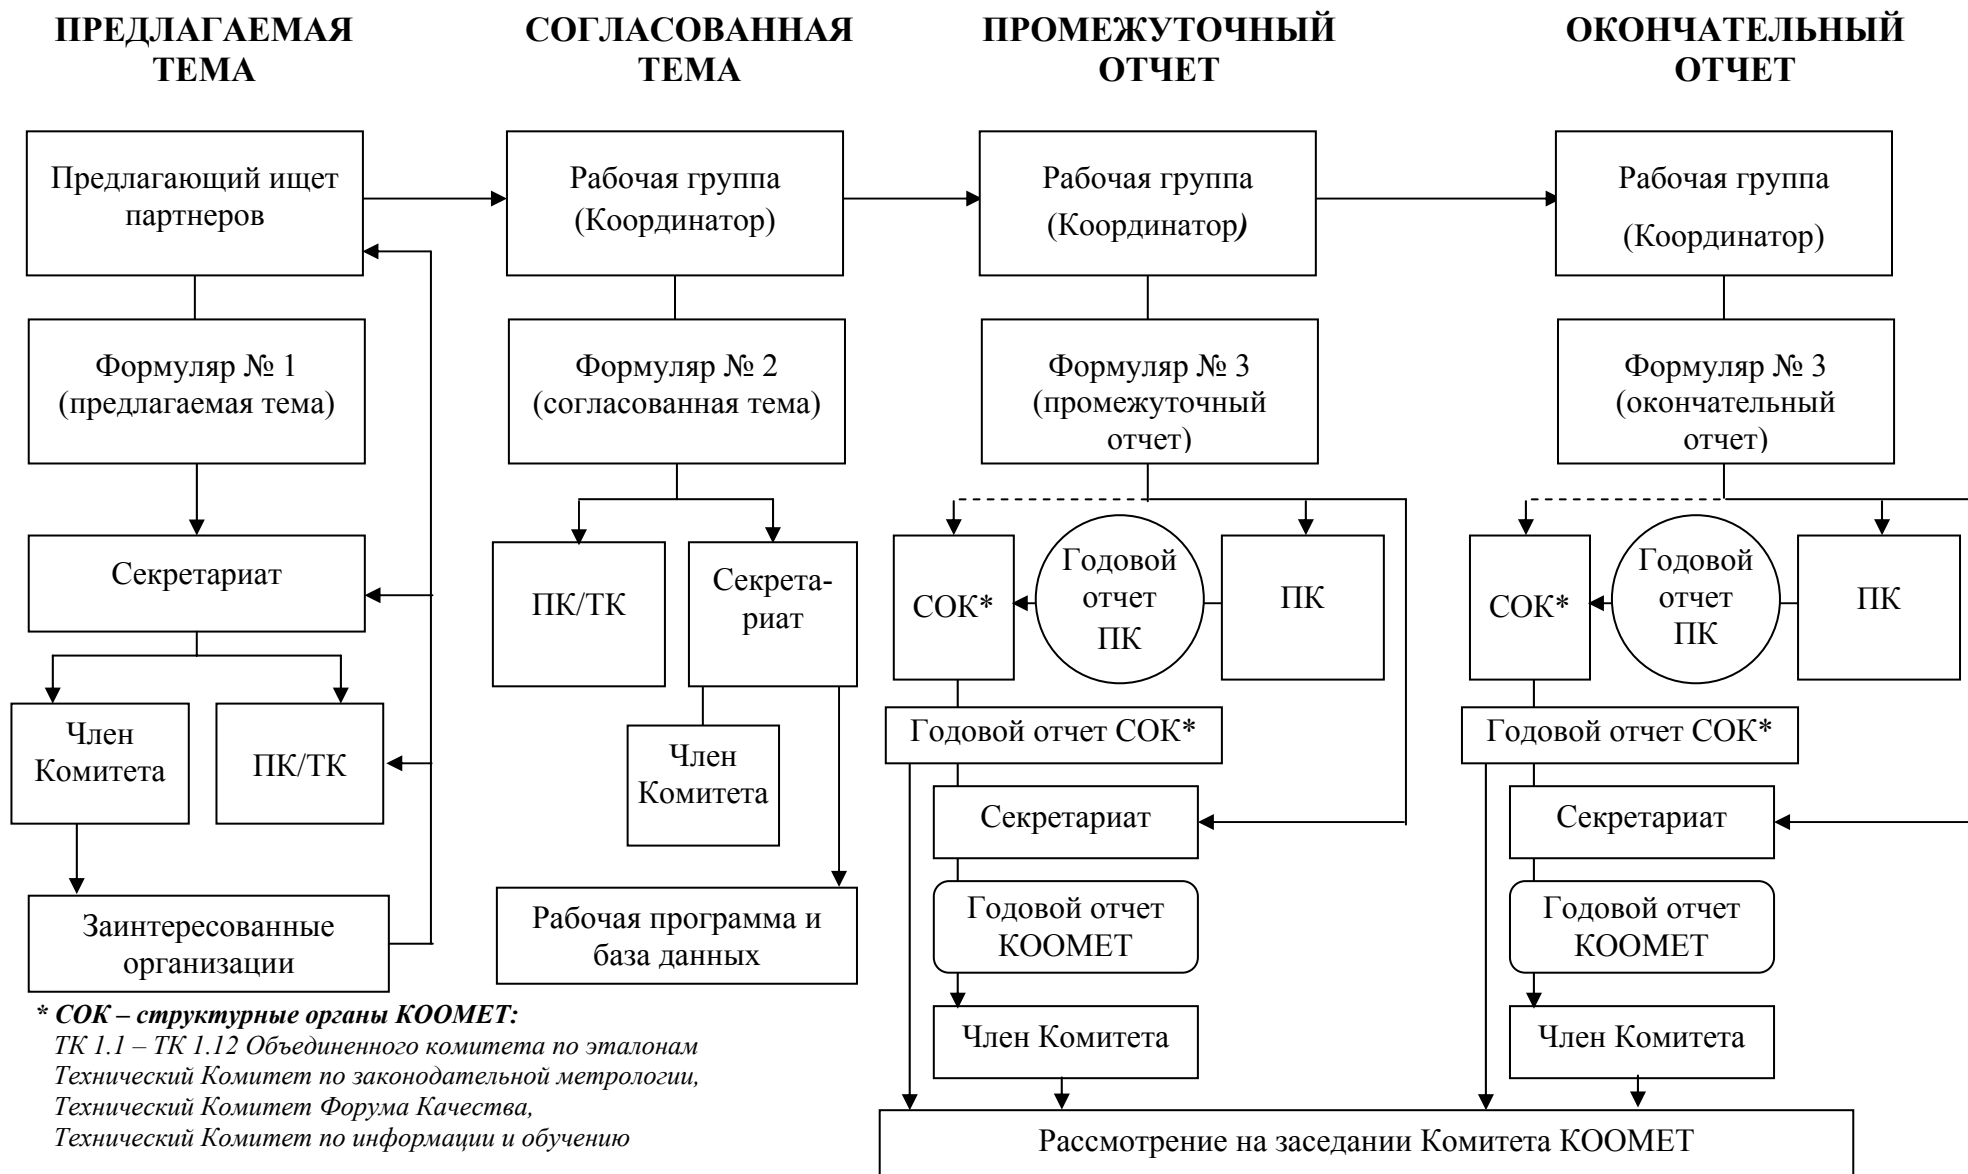 ПРЕДЛАГАЕМАЯ
ТЕМА
СОГЛАСОВАННАЯ
ТЕМА
ПРОМЕЖУТОЧНЫЙ
ОТЧЕТ
ОКОНЧАТЕЛЬНЫЙ
ОТЧЕТ
Предлагающий ищет
партнеров
Рабочая группа
(Координатор)
Рабочая группа
(Координатор)
Рабочая группа
(Координатор)
Формуляр № 1
(предлагаемая тема)
Формуляр № 2
(согласованная тема)
Формуляр № 3
(промежуточный
отчет)
Формуляр № 3
(окончательный
отчет)
Секретариат
ПК/ТК
Секрета-
риат
СОК*
Годовой
отчет
ПК
ПК
СОК*
Годовой
отчет
ПК
ПК
Член
Комитета
ПК/ТК
Член
Комитета
Годовой отчет СОК*
Годовой отчет СОК*
Секретариат
Секретариат
Заинтересованные
организации
Рабочая программа и
база данных
Годовой отчет
КООМЕТ
Годовой отчет
КООМЕТ
Член Комитета
Член Комитета
* СОК – структурные органы КООМЕТ:
ТК 1.1 – ТК 1.12 Объединенного комитета по эталонам
Технический Комитет по законодательной метрологии,
Технический Комитет Форума Качества,
Технический Комитет по информации и обучению
Рассмотрение на заседании Комитета КООМЕТ